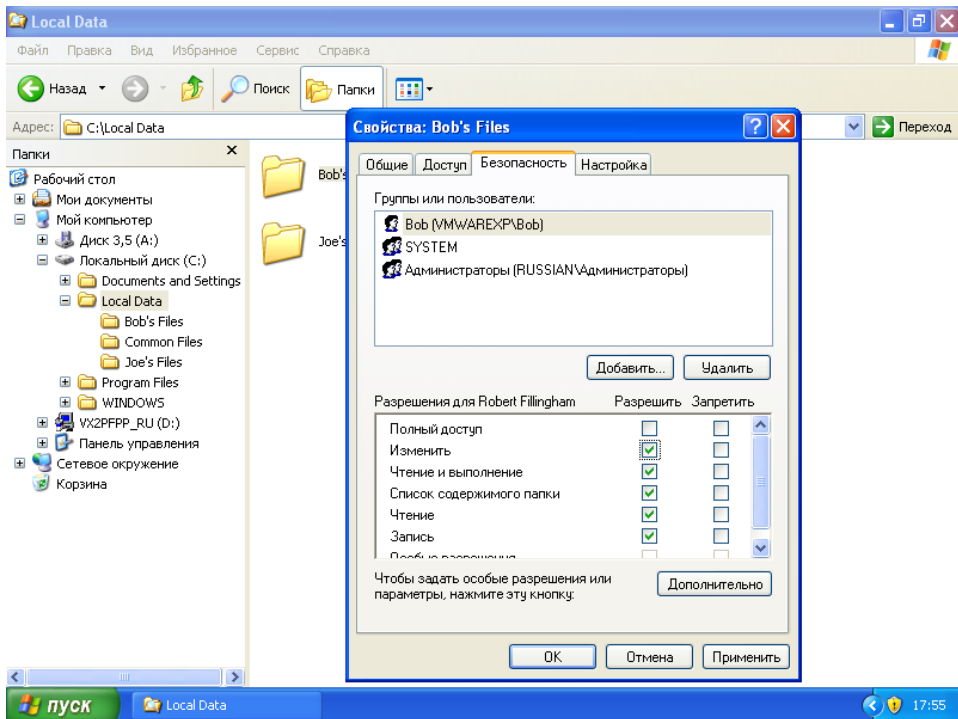 Local Data
Файл Правка Вид Избранное Сервис Справка
Назад Поиск Папки
Адрес: C:\Local Data Переход
Папки
Рабочий стол
Мои документы
Мой компьютер
Диск 3,5 (A:)
Локальный диск (C:)
Documents and Settings
Local Data
Bob's Files
Common Files
Joe's Files
Program Files
WINDOWS
VX2PFPP_RU (D:)
Панель управления
Сетевое окружение
Корзина
Bob's
Joe's
Свойства: Bob's Files
Общие Доступ Безопасность Настройка
Группы или пользователи:
Bob (VMWAREXP\Bob)
SYSTEM
Администраторы (RUSSIAN\Администраторы)
Добавить... Удалить
Разрешения для Robert Fillingham Разрешить Запретить
Полный доступ
Изменить
Чтение и выполнение
Список содержимого папки
Чтение
Запись
Особые разрешения
Чтобы задать особые разрешения или
параметры, нажмите эту кнопку:
Дополнительно
OK Отмена Применить
пуск Local Data 17:55